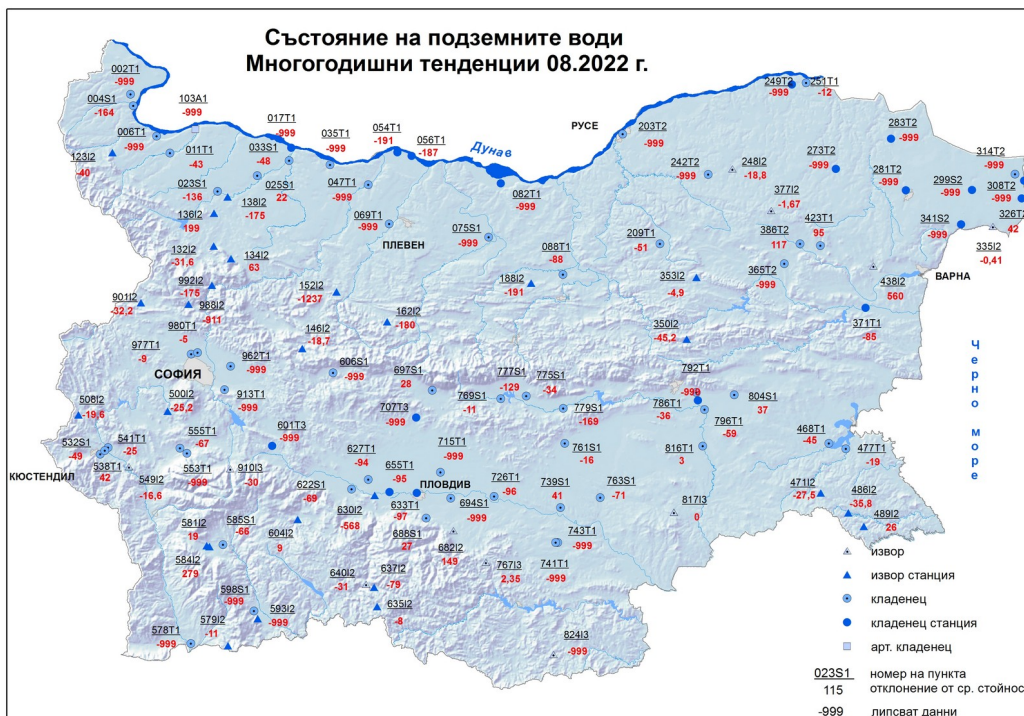 Състояние на подземните води
Многогодишни тенденции 08.2022 г.
002T1
-999
004S1
-164
103A1
-999
006T1
-999
017T1
-999
035T1
-999
054T1
-191
056T1
-187
Дунав
РУСЕ
249T2
-999
251T1
-12
203T2
-999
283T2
-999
123I2
-40
011T1
-43
033S1
-48
023S1
-136
025S1
22
138I2
-175
047T1
-999
082T1
-999
242T2
-999
248I2
-18,8
273T2
-999
314T2
-999
281T2
-999
299S2
-999
308T2
-999
377I2
-1,67
136I2
199
069T1
-999
ПЛЕВЕН
075S1
-999
088T1
-88
209T1
-51
386T2
117
423T1
95
341S2
-999
326T2
42
335I2
-0,41
132I2
-31,6
134I2
63
365T2
-999
ВАРНА
992I2
-175
152I2
-1237
188I2
-191
353I2
-4,9
438I2
560
901I2
-32,2
988I2
-911
162I2
-180
371T1
-85
980T1
-5
146I2
-18,7
350I2
-45,2
977T1
-9
962T1
-999
606S1
-999
697S1
28
777S1
-129
775S1
-34
792T1
-999
СОФИЯ
Черно море
508I2
-19,6
500I2
-25,2
913T1
-999
707T3
-999
769S1
-11
779S1
-169
786T1
-36
804S1
37
796T1
-59
601T3
-999
532S1
-49
541T1
-25
555T1
-67
627T1
-94
715T1
-999
761S1
-16
816T1
3
468T1
-45
477T1
-19
КЮСТЕНДИЛ
538T1
42
549I2
-16,6
553T1
-999
910I3
-30
622S1
-69
655T1
-95
ПЛОВДИВ
726T1
-96
739S1
41
763S1
-71
471I2
-27,5
486I2
-35,8
630I2
-568
633T1
-97
694S1
-999
817I3
0
489I2
26
581I2
19
585S1
-66
604I2
9
688S1
27
682I2
149
743T1
-999
584I2
279
640I2
-31
637I2
-79
767I3
2,35
741T1
-999
598S1
-999
593I2
-999
635I2
-8
578T1
-999
579I2
-11
824I3
-999
извор
извор станция
кладенец
кладенец станция
арт. кладенец
023S1 номер на пункта
115 отклонение от ср. стойнос
-999 липсват данни